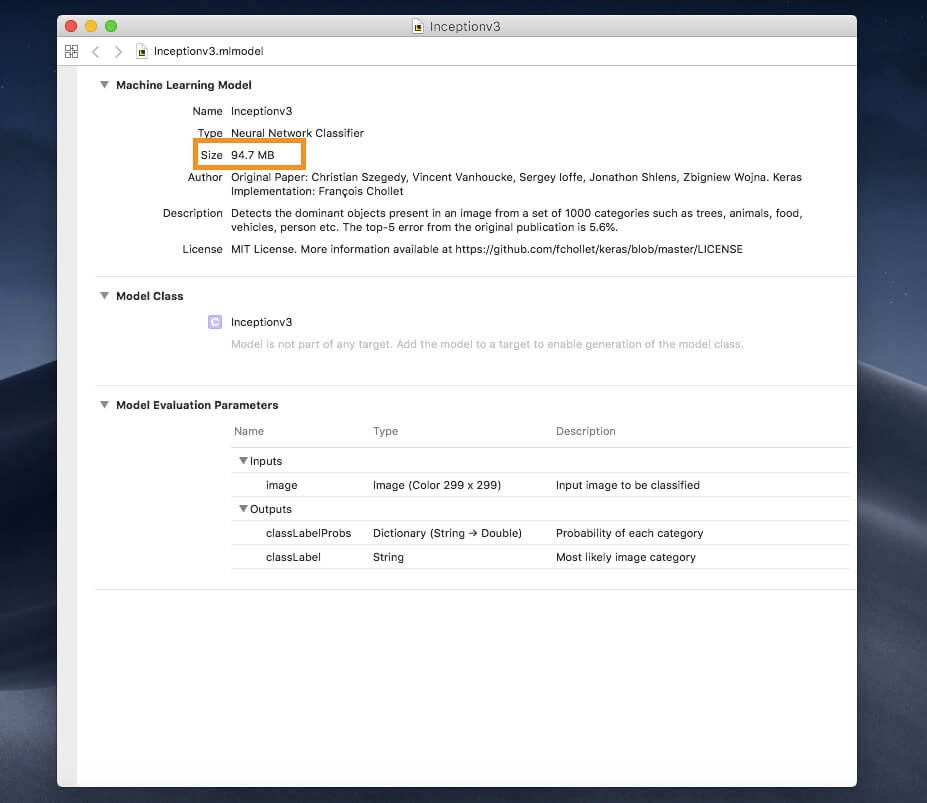 Inceptionv3
Inceptionv3.mlmodel
Machine Learning Model
Name Inceptionv3
Type Neural Network Classifier
Size 94.7 MB
Author Original Paper: Christian Szegedy, Vincent Vanhoucke, Sergey Ioffe, Jonathon Shlens, Zbigniew Wojna. Keras
Implementation: François Chollet
Description Detects the dominant objects present in an image from a set of 1000 categories such as trees, animals, food,
vehicles, person etc. The top-5 error from the original publication is 5.6%.
License MIT License. More information available at https://github.com/fchollet/keras/blob/master/LICENSE
Model Class
C Inceptionv3
Model is not part of any target. Add the model to a target to enable generation of the model class.
Model Evaluation Parameters
Name Type Description
Inputs
image Image (Color 299 x 299) Input image to be classified
Outputs
classLabelProbs Dictionary (String → Double) Probability of each category
classLabel String Most likely image category